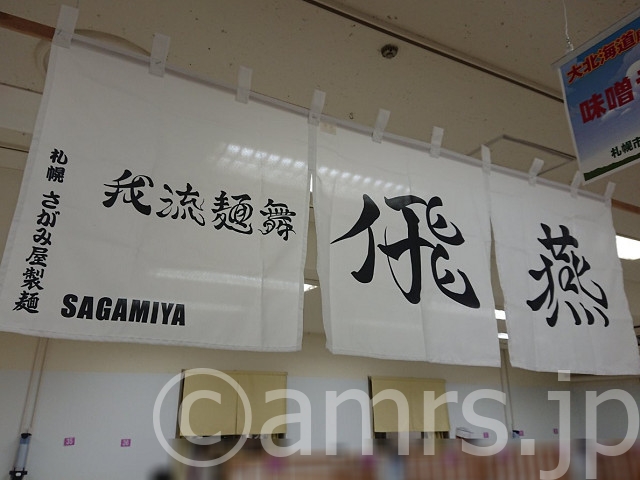 札幌 さがみ屋製麺
我流麺舞
飛燕
SAGAMIYA
大北海道
味噌
札幌市
©amrs.jp